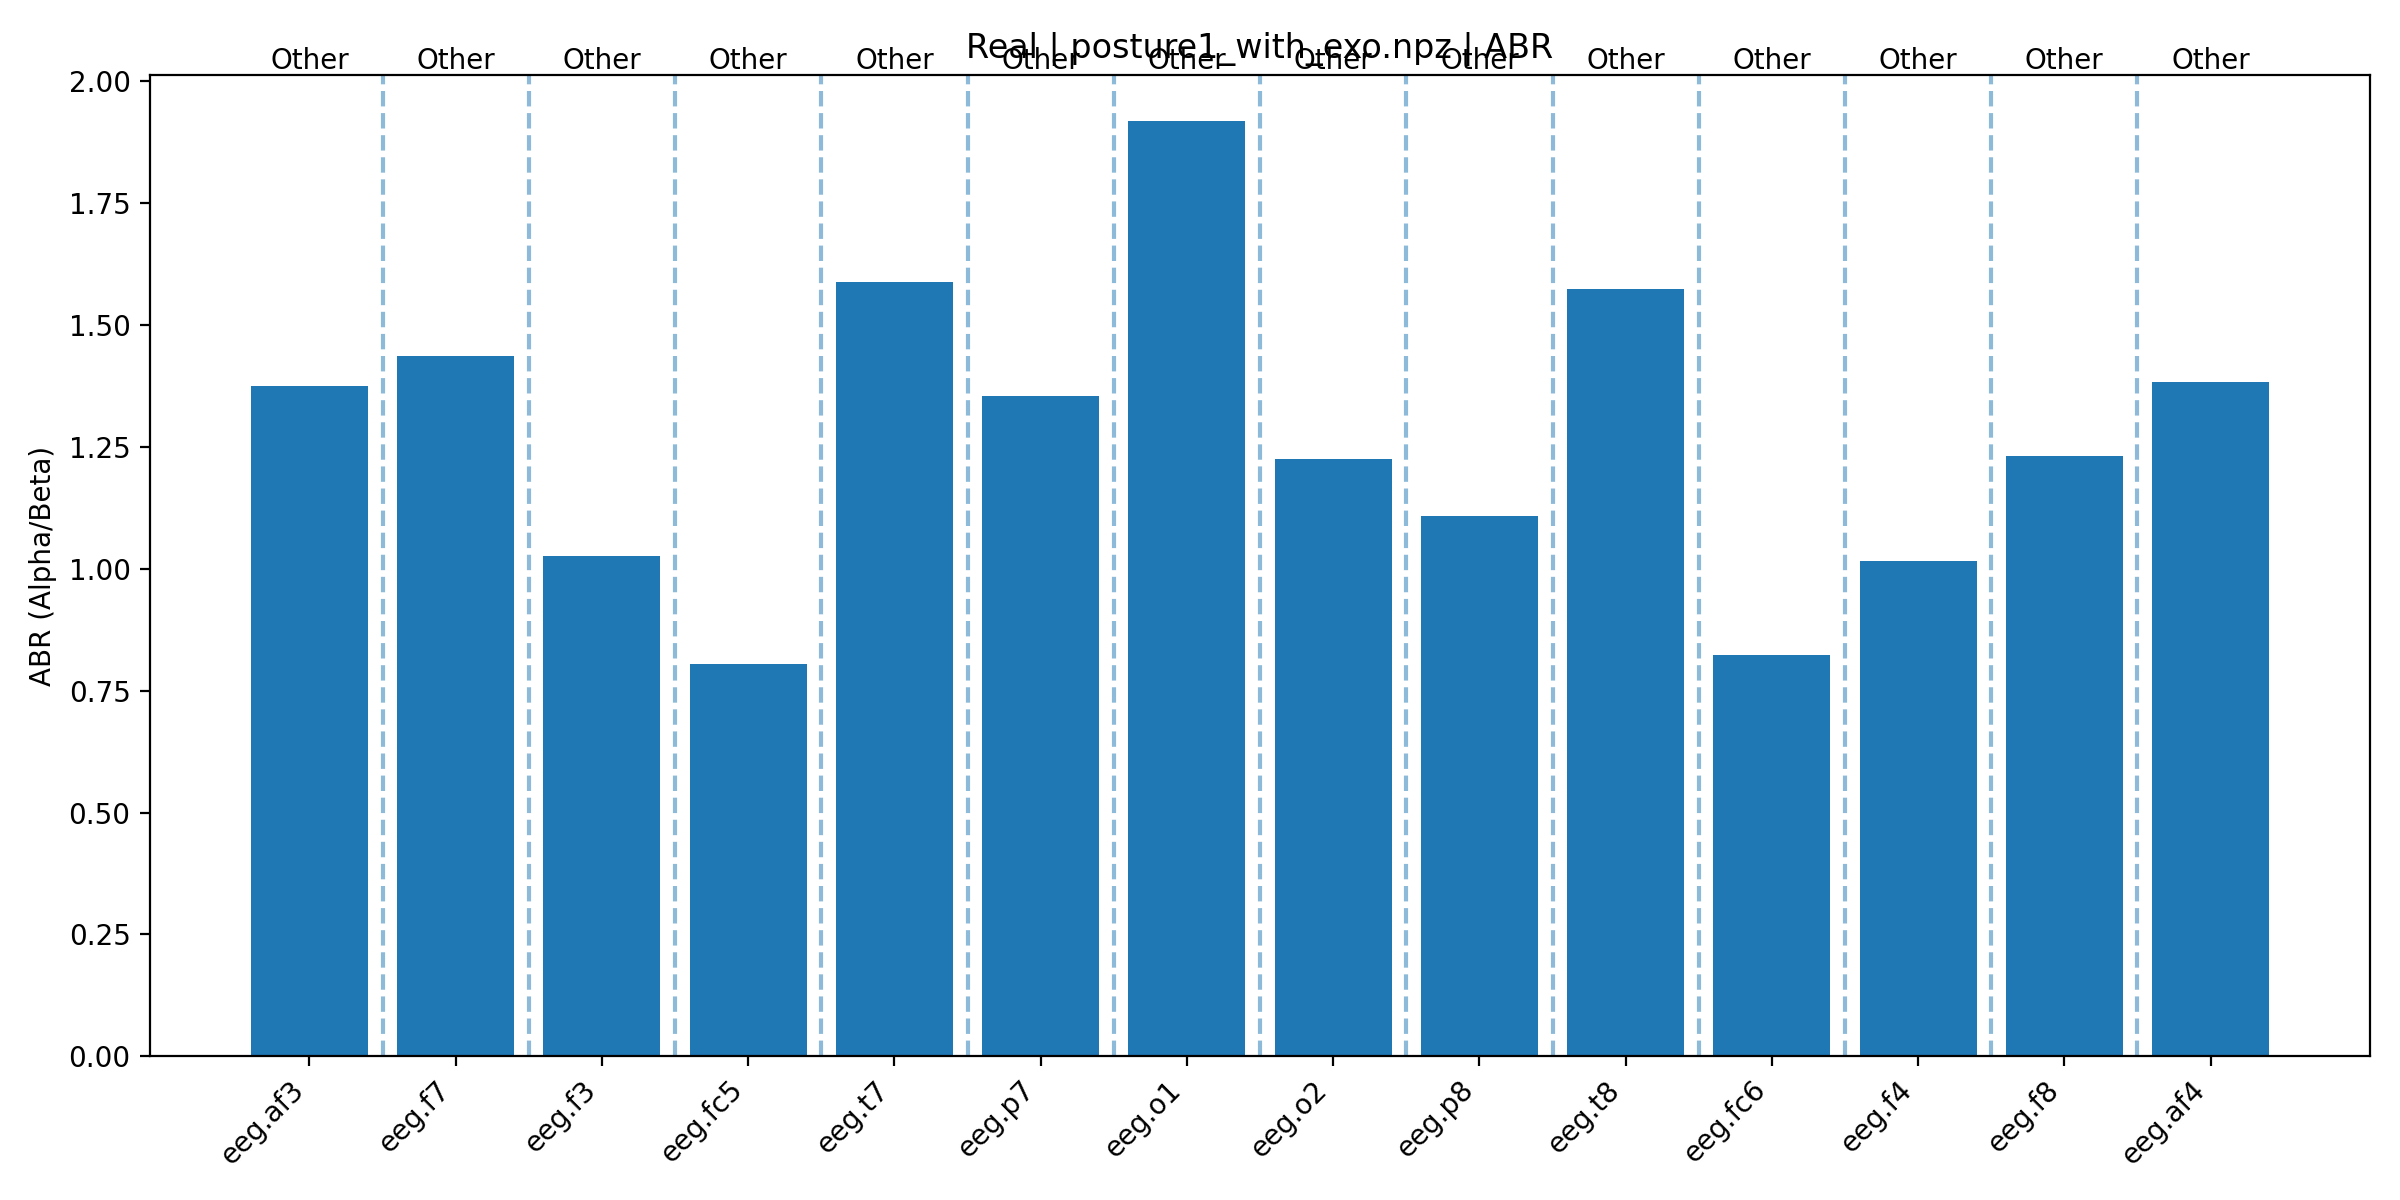 Real | posture1_with_exo.npz | ABR
Other Other Other Other Other Other Other Other Other Other Other Other Other Other
2.00
1.75
1.50
1.25
1.00
0.75
0.50
0.25
0.00
ABR (Alpha/Beta)
eeg.af3 eeg.f7 eeg.f3 eeg.fc5 eeg.t7 eeg.p7 eeg.o1 eeg.o2 eeg.p8 eeg.t8 eeg.fc6 eeg.f4 eeg.f8 eeg.af4